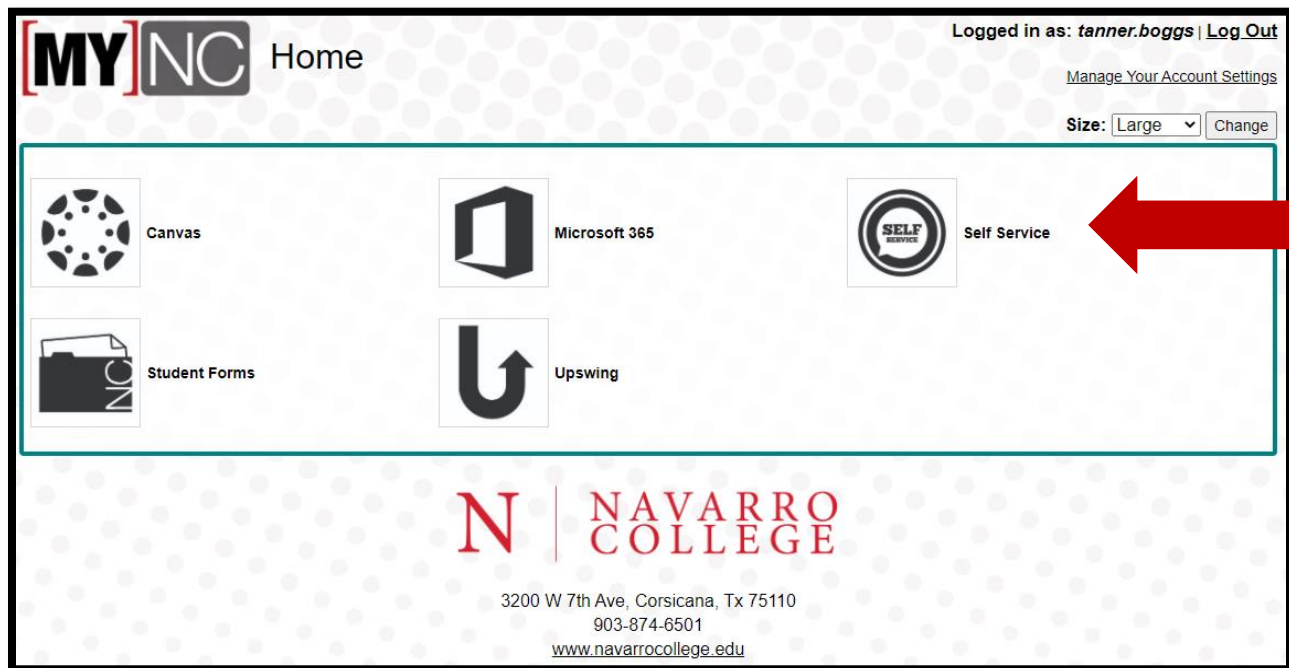 [MY]NC Home
Logged in as: tanner.boggs | Log Out
Manage Your Account Settings
Size: Large Change
Canvas
Microsoft 365
SELF
SERVICE
Self Service
NC
Student Forms
Upswing
N | NAVARRO
COLLEGE
3200 W 7th Ave, Corsicana, Tx 75110
903-874-6501
www.navarrocollege.edu